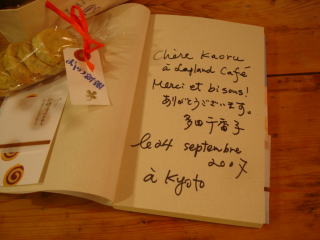 Chère Kaoru
à Lapland Café
Merci et bisous!
ありがとうございます。
多田千香子
le 24 septembre
2007
à Kyoto